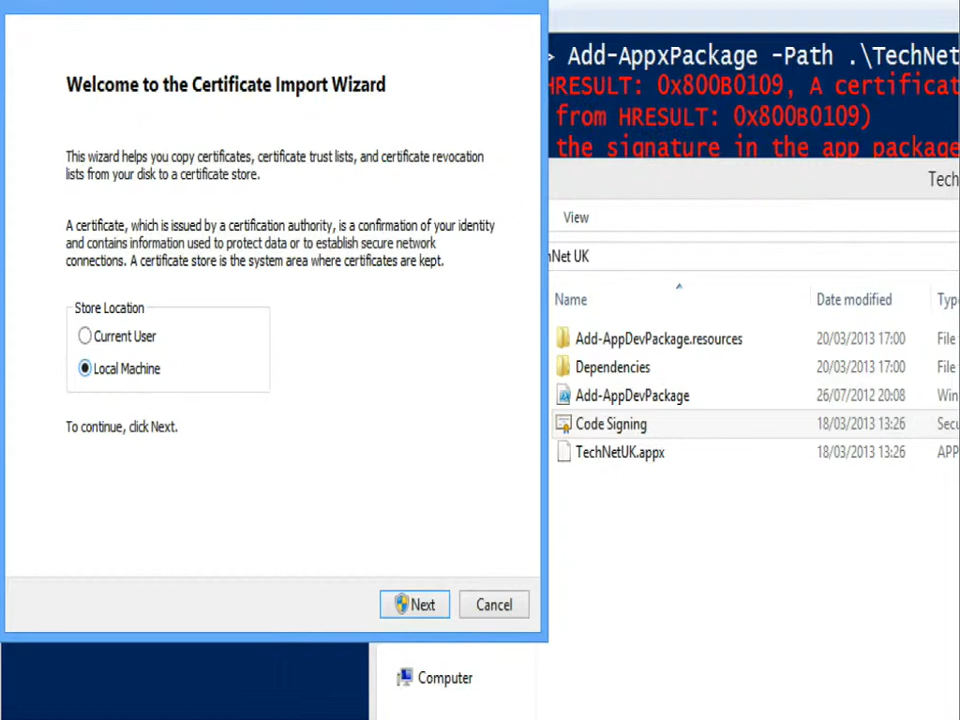 Welcome to the Certificate Import Wizard
This wizard helps you copy certificates, certificate trust lists, and certificate revocation
lists from your disk to a certificate store.
A certificate, which is issued by a certification authority, is a confirmation of your identity
and contains information used to protect data or to establish secure network
connections. A certificate store is the system area where certificates are kept.
Store Location
Current User
Local Machine
To continue, click Next.
Next
Cancel
> Add-AppxPackage -Path .\TechNet
HRESULT: 0x800B0109, A certificat
from HRESULT: 0x800B0109)
the signature in the app package
Tech
View
hNet UK
Name Date modified Typ
Add-AppDevPackage.resources 20/03/2013 17:00 File
Dependencies 20/03/2013 17:00 File
Add-AppDevPackage 26/07/2012 20:08 Win
Code Signing 18/03/2013 13:26 Secu
TechNetUK.appx 18/03/2013 13:26 APP
Computer